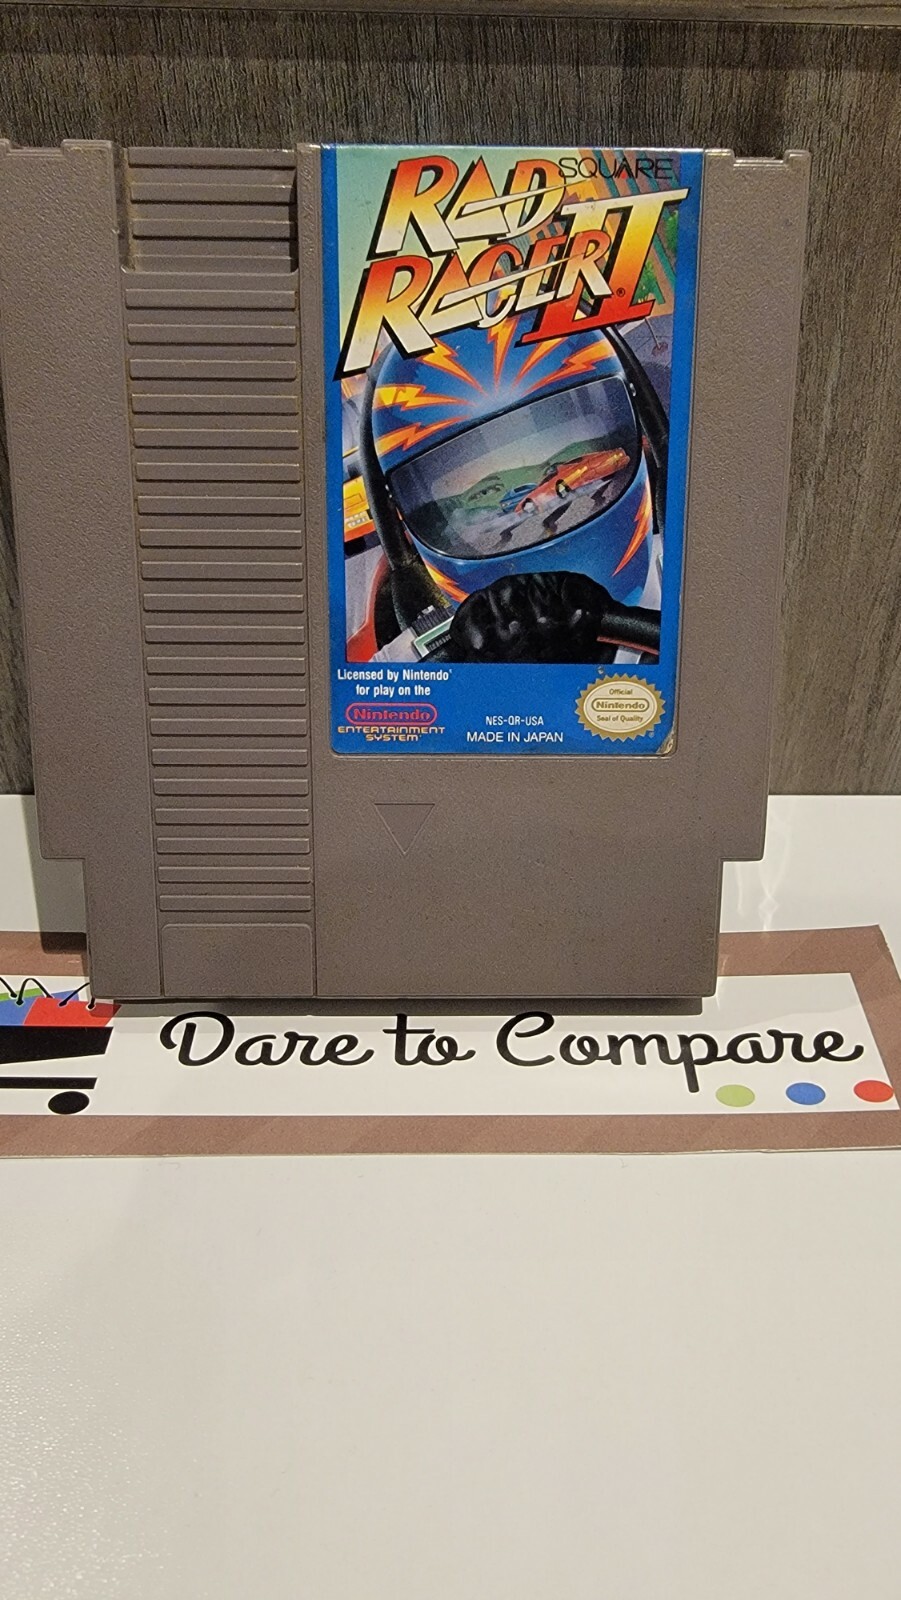 SQUARE
RAD
RACER II
Licensed by Nintendo®
for play on the
Nintendo
ENTERTAINMENT
SYSTEM
NES-QR-USA
MADE IN JAPAN
Official
Nintendo
Seal of Quality
Dare to Compare